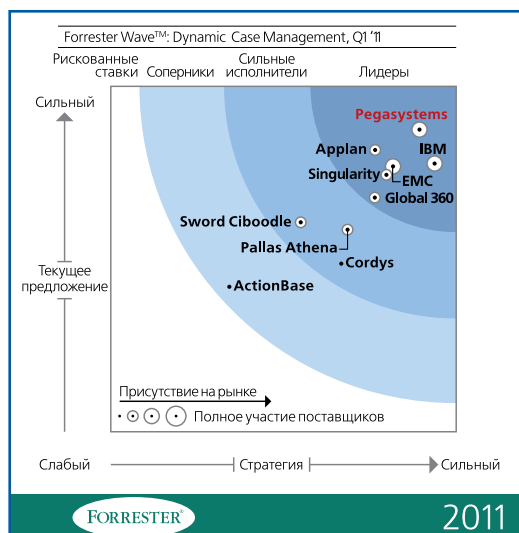 Forrester Wave™: Dynamic Case Management, Q1 '11
Рискованные ставки
Соперники
Сильные исполнители
Лидеры
Сильный
Pegasystems
Applan
IBM
Singularity
EMC
Global 360
Sword Ciboodle
Pallas Athena
Cordys
Текущее предложение
ActionBase
Присутствие на рынке
Полное участие поставщиков
Слабый
Стратегия
Сильный
FORRESTER®
2011